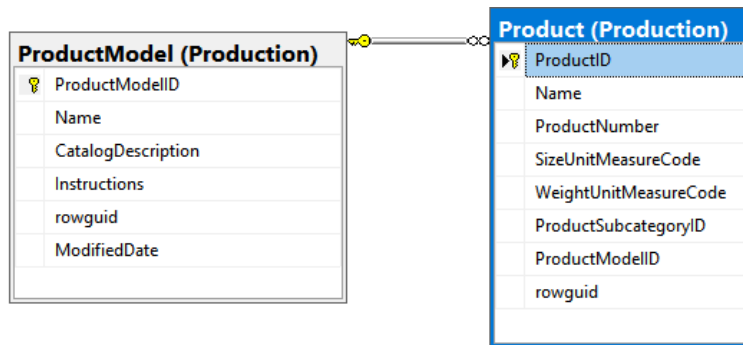 ProductModel (Production)
ProductModelID
Name
CatalogDescription
Instructions
rowguid
ModifiedDate
Product (Production)
ProductID
Name
ProductNumber
SizeUnitMeasureCode
WeightUnitMeasureCode
ProductSubcategoryID
ProductModelID
rowguid